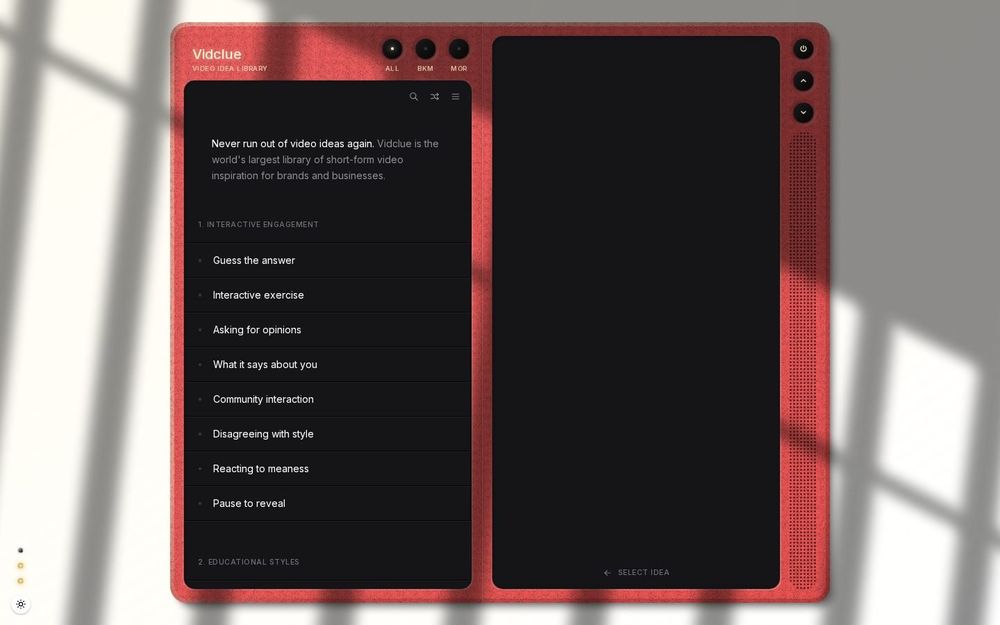 Vidclue
VIDEO IDEA LIBRARY
ALL
BKM
MOR
Never run out of video ideas again. Vidclue is the
world's largest library of short-form video
inspiration for brands and businesses.
1. INTERACTIVE ENGAGEMENT
Guess the answer
Interactive exercise
Asking for opinions
What it says about you
Community interaction
Disagreeing with style
Reacting to meaness
Pause to reveal
2. EDUCATIONAL STYLES
SELECT IDEA